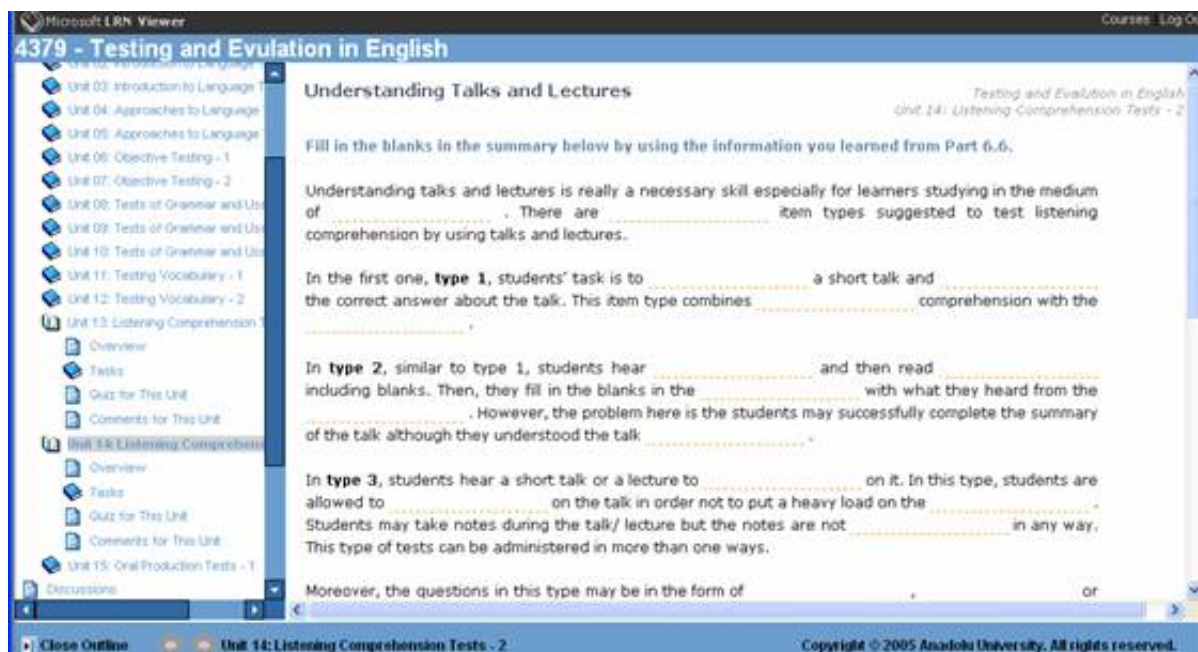 Microsoft LRN Viewer
Courses Log O
4379 - Testing and Evulation in English
Unit 02: Introduction to Language
Unit 03: Introduction to Language T
Unit 04: Approaches to Language
Unit 05: Approaches to Language
Unit 06: Objective Testing - 1
Unit 07: Objective Testing - 2
Unit 08: Tests of Grammar and Usa
Unit 09: Tests of Grammar and Usa
Unit 10: Tests of Grammar and Usa
Unit 11: Testing Vocabulary - 1
Unit 12: Testing Vocabulary - 2
Unit 13: Listening Comprehension T
Overview
Tasks
Quiz for This Unit
Comments for This Unit
Unit 14: Listening Comprehens
Overview
Tasks
Quiz for This Unit
Comments for This Unit
Unit 15: Oral Production Tests - 1
Discussions
Understanding Talks and Lectures
Testing and Evalution in English
Unit 14: Listening Comprehension Tests - 2
Fill in the blanks in the summary below by using the information you learned from Part 6.6.
Understanding talks and lectures is really a necessary skill especially for learners studying in the medium
of . There are item types suggested to test listening
comprehension by using talks and lectures.
In the first one, type 1, students' task is to a short talk and
the correct answer about the talk. This item type combines comprehension with the
.
In type 2, similar to type 1, students hear and then read
including blanks. Then, they fill in the blanks in the with what they heard from the
. However, the problem here is the students may successfully complete the summary
of the talk although they understood the talk .
In type 3, students hear a short talk or a lecture to on it. In this type, students are
allowed to on the talk in order not to put a heavy load on the .
Students may take notes during the talk/ lecture but the notes are not in any way.
This type of tests can be administered in more than one ways.
Moreover, the questions in this type may be in the form of , or
Close Outline
Unit 14: Listening Comprehension Tests - 2
Copyright © 2005 Anadolu University. All rights reserved.